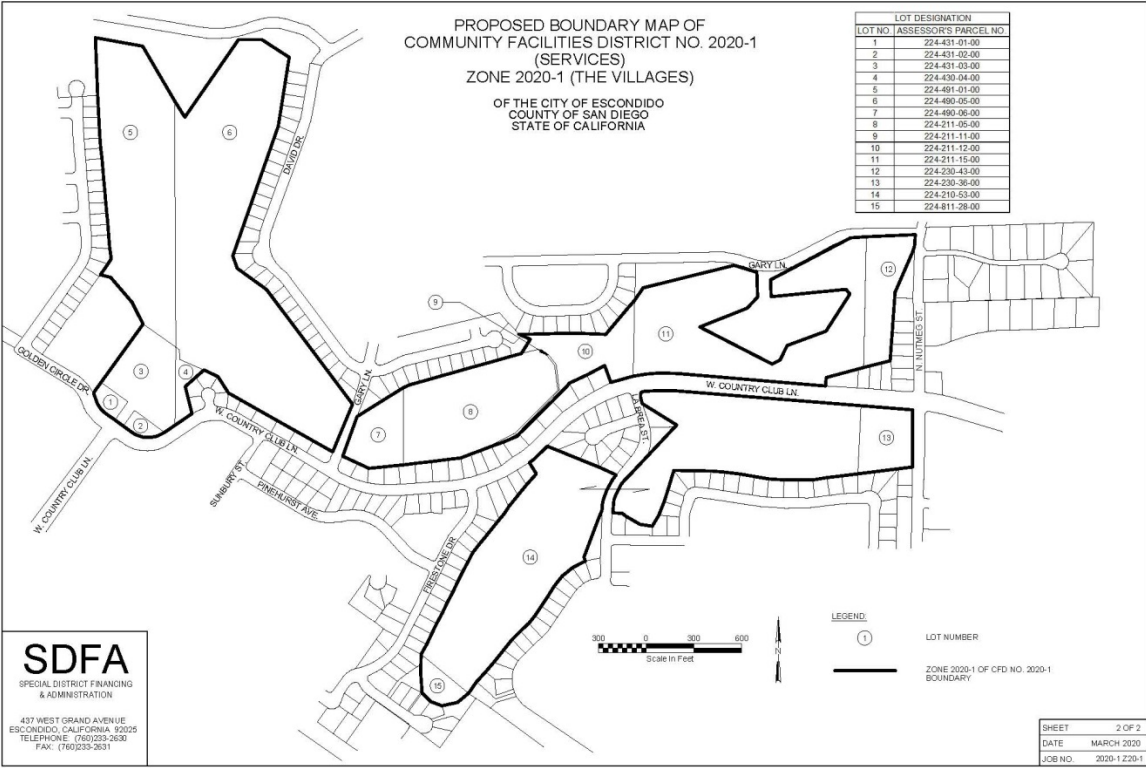 PROPOSED BOUNDARY MAP OF
COMMUNITY FACILITIES DISTRICT NO. 2020-1
(SERVICES)
ZONE 2020-1 (THE VILLAGES)
OF THE CITY OF ESCONDIDO
COUNTY OF SAN DIEGO
STATE OF CALIFORNIA
LOT DESIGNATION
LOT NO. ASSESSOR'S PARCEL NO.
1 224-431-01-00
2 224-431-02-00
3 224-431-03-00
4 224-430-04-00
5 224-491-01-00
6 224-490-05-00
7 224-490-06-00
8 224-211-05-00
9 224-211-11-00
10 224-211-12-00
11 224-211-15-00
12 224-230-43-00
13 224-230-36-00
14 224-210-53-00
15 224-811-28-00
5
6
DAVID DR.
GARY LN.
12
9
11
N. NUTMEG ST.
10
GOLDEN CIRCLE DR.
3
4
GARY LN.
W. COUNTRY CLUB LN.
1
2
W. COUNTRY CLUB LN.
8
7
LA BREA ST.
13
W. COUNTRY CLUB LN.
SUNBURY ST.
PINEHURST AVE.
FIRESTONE DR.
14
15
300 0 300 600
Scale In Feet
N
LEGEND:
1 LOT NUMBER
ZONE 2020-1 OF CFD NO. 2020-1
BOUNDARY
SDFA
SPECIAL DISTRICT FINANCING
& ADMINISTRATION
437 WEST GRAND AVENUE
ESCONDIDO, CALIFORNIA 92025
TELEPHONE: (760)233-2630
FAX: (760)233-2631
SHEET 2 OF 2
DATE MARCH 2020
JOB NO. 2020-1 Z20-1